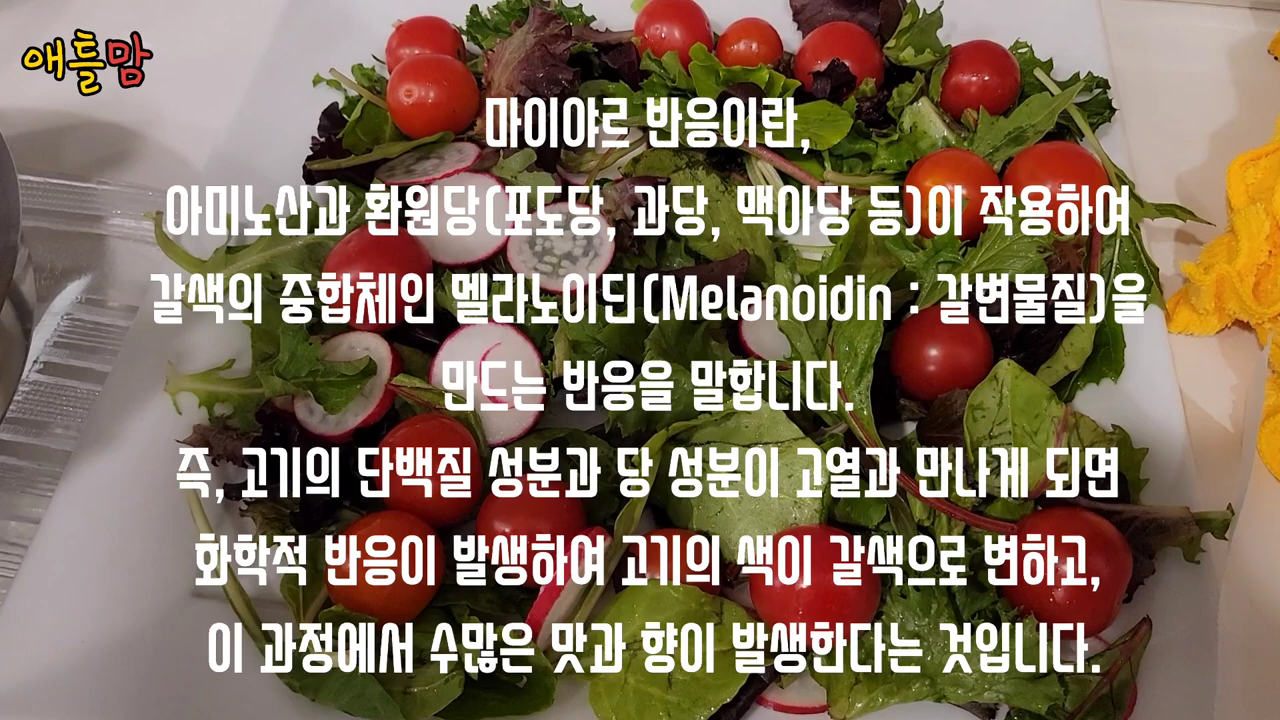 애틀맘
마이야르 반응이란,
아미노산과 환원당(포도당, 과당, 맥아당 등)이 작용하여
갈색의 중합체인 멜라노이딘(Melanoidin : 갈변물질)을
만드는 반응을 말합니다.
즉, 고기의 단백질 성분과 당 성분이 고열과 만나게 되면
화학적 반응이 발생하여 고기의 색이 갈색으로 변하고,
이 과정에서 수많은 맛과 향이 발생한다는 것입니다.